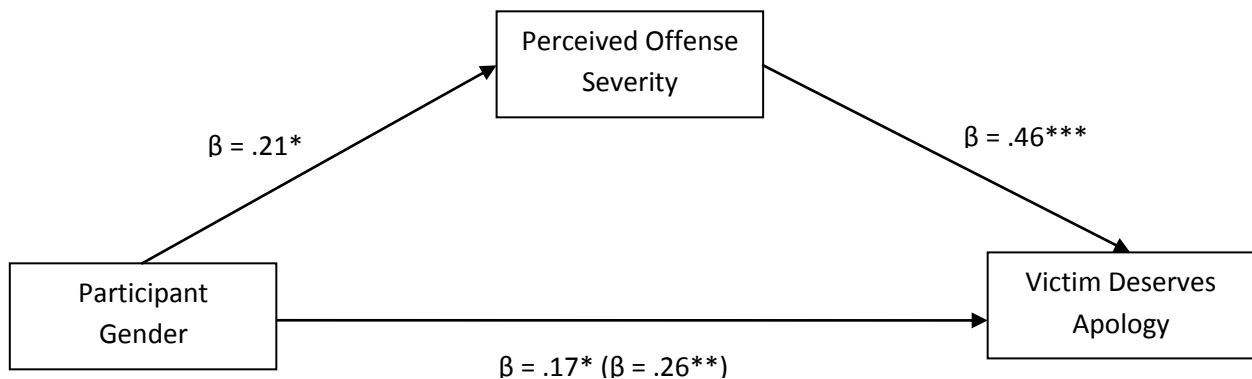 Perceived Offense
Severity
β = .21*
β = .46***
Participant
Gender
Victim Deserves
Apology
β = .17* (β = .26**)